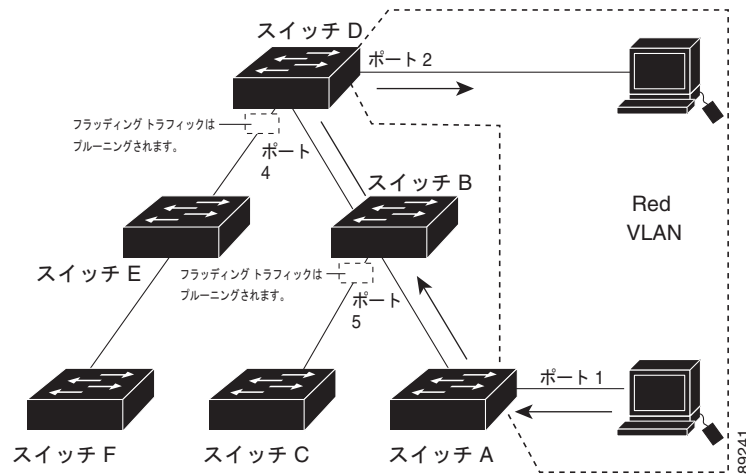 スイッチ D
ポート 2
フラッディング トラフィックは
プルーニングされます。
ポート
4
スイッチ B
Red
VLAN
スイッチ E
フラッディング トラフィックは
プルーニングされます。
ポート
5
ポート 1
スイッチ F
スイッチ C
スイッチ A
89241